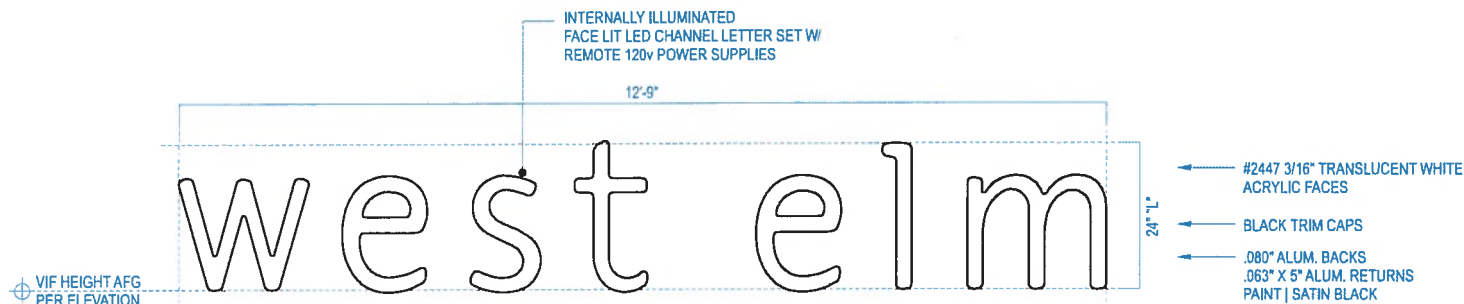 INTERNALLY ILLUMINATED
FACE LIT LED CHANNEL LETTER SET W/
REMOTE 120v POWER SUPPLIES
12'-9"
west elm
24" "L"
#2447 3/16" TRANSLUCENT WHITE
ACRYLIC FACES
BLACK TRIM CAPS
.080" ALUM. BACKS
.063" X 5" ALUM. RETURNS
PAINT | SATIN BLACK
VIF HEIGHT AFG
PER ELEVATION